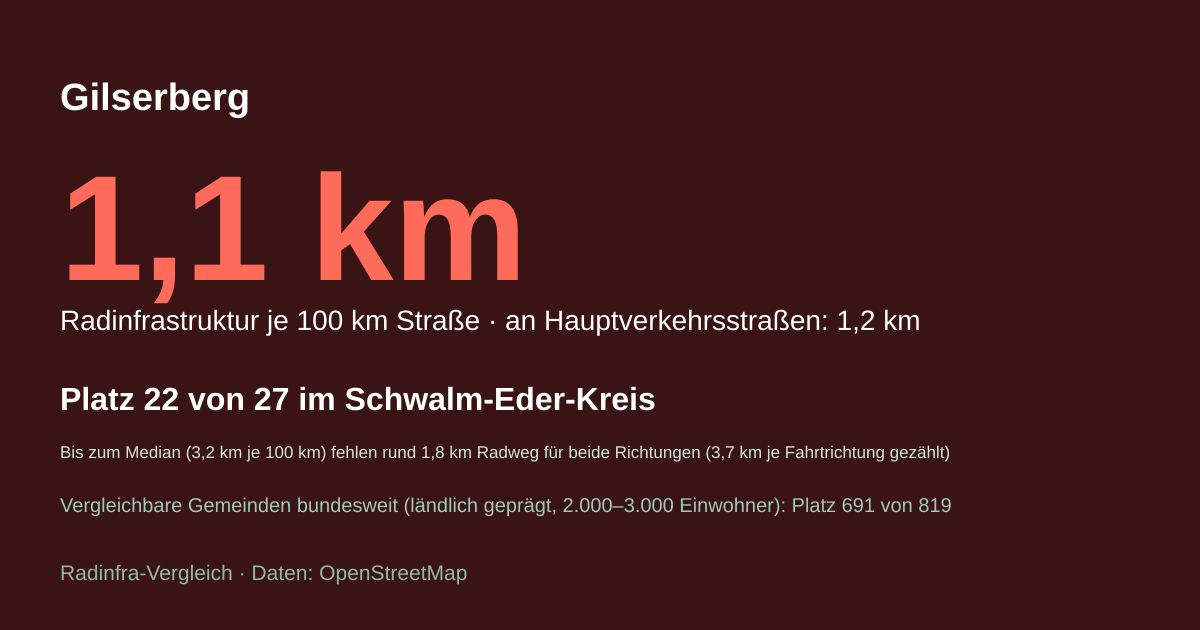 Gilserberg
1,1 km
Radinfrastruktur je 100 km Straße · an Hauptverkehrsstraßen: 1,2 km
Platz 22 von 27 im Schwalm-Eder-Kreis
Bis zum Median (3,2 km je 100 km) fehlen rund 1,8 km Radweg für beide Richtungen (3,7 km je Fahrtrichtung gezählt)
Vergleichbare Gemeinden bundesweit (ländlich geprägt, 2.000–3.000 Einwohner): Platz 691 von 819
Radinfra-Vergleich · Daten: OpenStreetMap